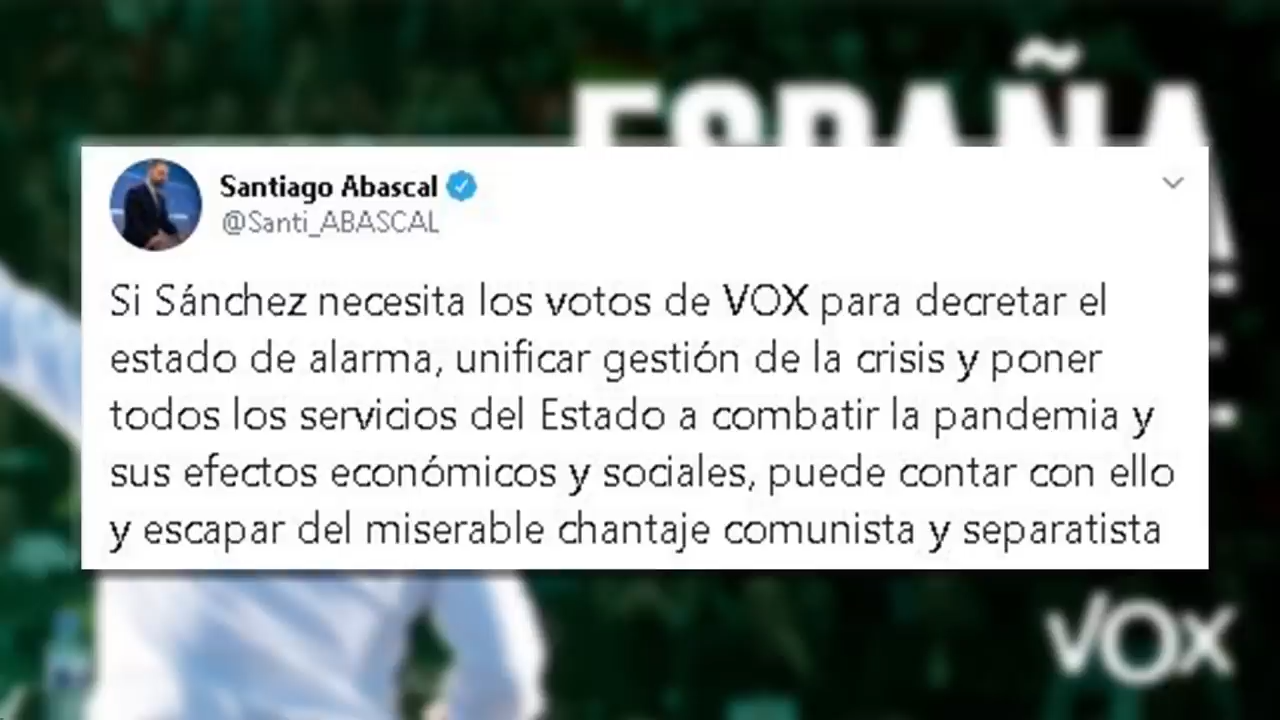 ESPAÑA
Santiago Abascal
@Santi_ABASCAL
Si Sánchez necesita los votos de VOX para decretar el
estado de alarma, unificar gestión de la crisis y poner
todos los servicios del Estado a combatir la pandemia y
sus efectos económicos y sociales, puede contar con ello
y escapar del miserable chantaje comunista y separatista
VOX